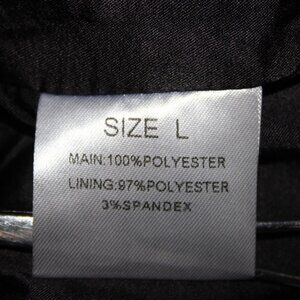 SIZE L
MAIN:100%POLYESTER
LINING:97%POLYESTER
3%SPANDEX